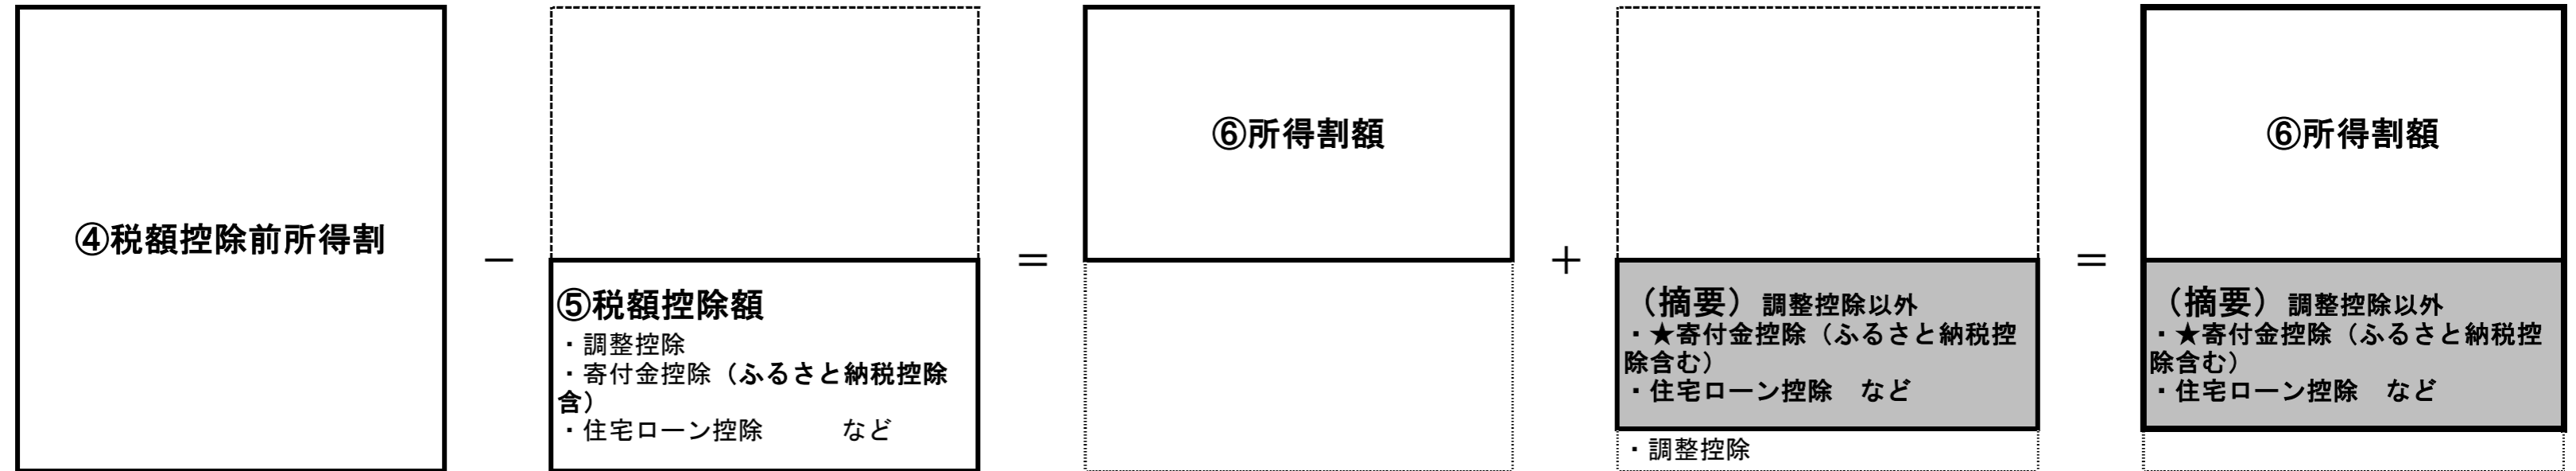 ④税額控除前所得割
－
⑤税額控除額
・調整控除
・寄付金控除（ふるさと納税控除
含）
・住宅ローン控除　　　など
＝
⑥所得割額
＋
（摘要）調整控除以外
・★寄付金控除（ふるさと納税控
除含む）
・住宅ローン控除　など
・調整控除
＝
⑥所得割額
（摘要）調整控除以外
・★寄付金控除（ふるさと納税控
除含む）
・住宅ローン控除　など